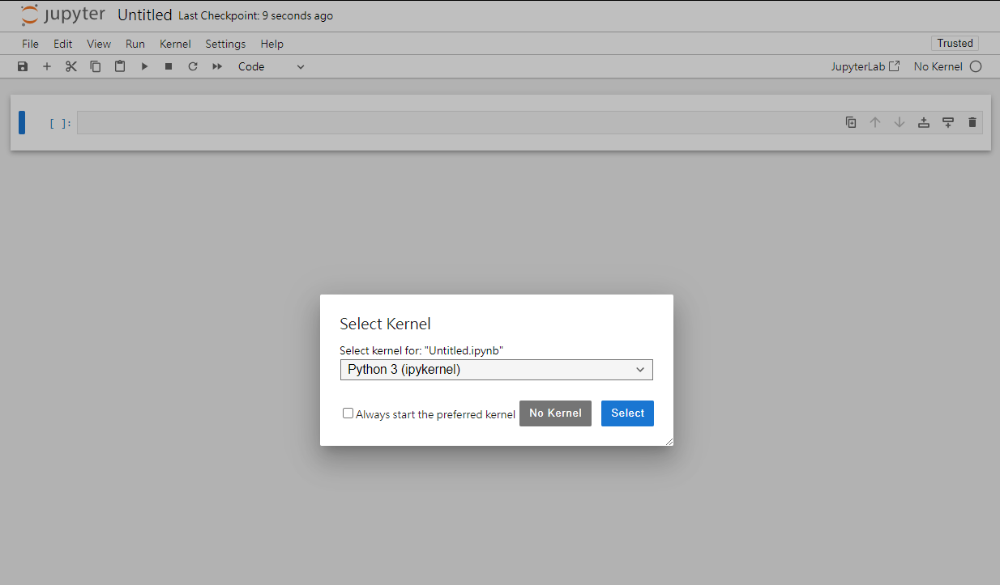 jupyter Untitled Last Checkpoint: 9 seconds ago
File Edit View Run Kernel Settings Help Trusted
Code JupyterLab No Kernel
[ ]:
Select Kernel
Select kernel for: "Untitled.ipynb"
Python 3 (ipykernel)
Always start the preferred kernel No Kernel Select